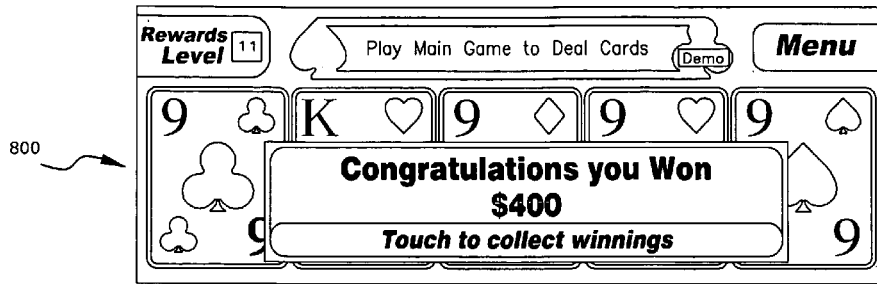 Rewards
Level 11
Play Main Game to Deal Cards
Demo
Menu
9 K 9 9 9
800
Congratulations you Won
$400
Touch to collect winnings
9 9